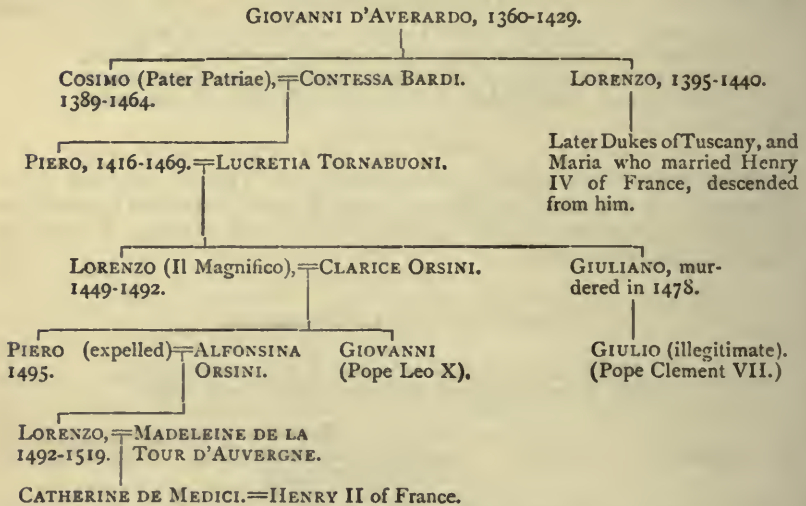 GIOVANNI D'AVERARDO, 1360-1429.
COSIMO (Pater Patriae),=CONTESSA BARDI.
1389-1464.
LORENZO, 1395-1440.
Later Dukes of Tuscany, and
Maria who married Henry
IV of France, descended
from him.
PIERO, 1416-1469.=LUCRETIA TORNABUONI.
LORENZO (Il Magnifico),=CLARICE ORSINI.
1449-1492.
GIULIANO, mur-
dered in 1478.
PIERO (expelled)=ALFONSINA
1495. ORSINI.
GIOVANNI
(Pope Leo X).
GIULIO (illegitimate).
(Pope Clement VII.)
LORENZO,=MADELEINE DE LA
1492-1519. TOUR D'AUVERGNE.
CATHERINE DE MEDICI.=HENRY II of France.